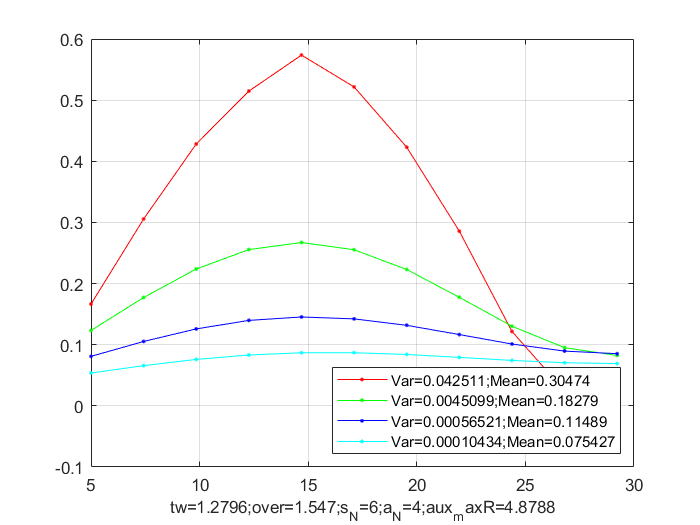 0.6
0.5
0.4
0.3
0.2
0.1
0
-0.1
5 10 15 20 25 30
Var=0.042511;Mean=0.30474
Var=0.0045099;Mean=0.18279
Var=0.00056521;Mean=0.11489
Var=0.00010434;Mean=0.075427
tw=1.2796;over=1.547;s_N=6;a_N=4;aux_maxR=4.8788